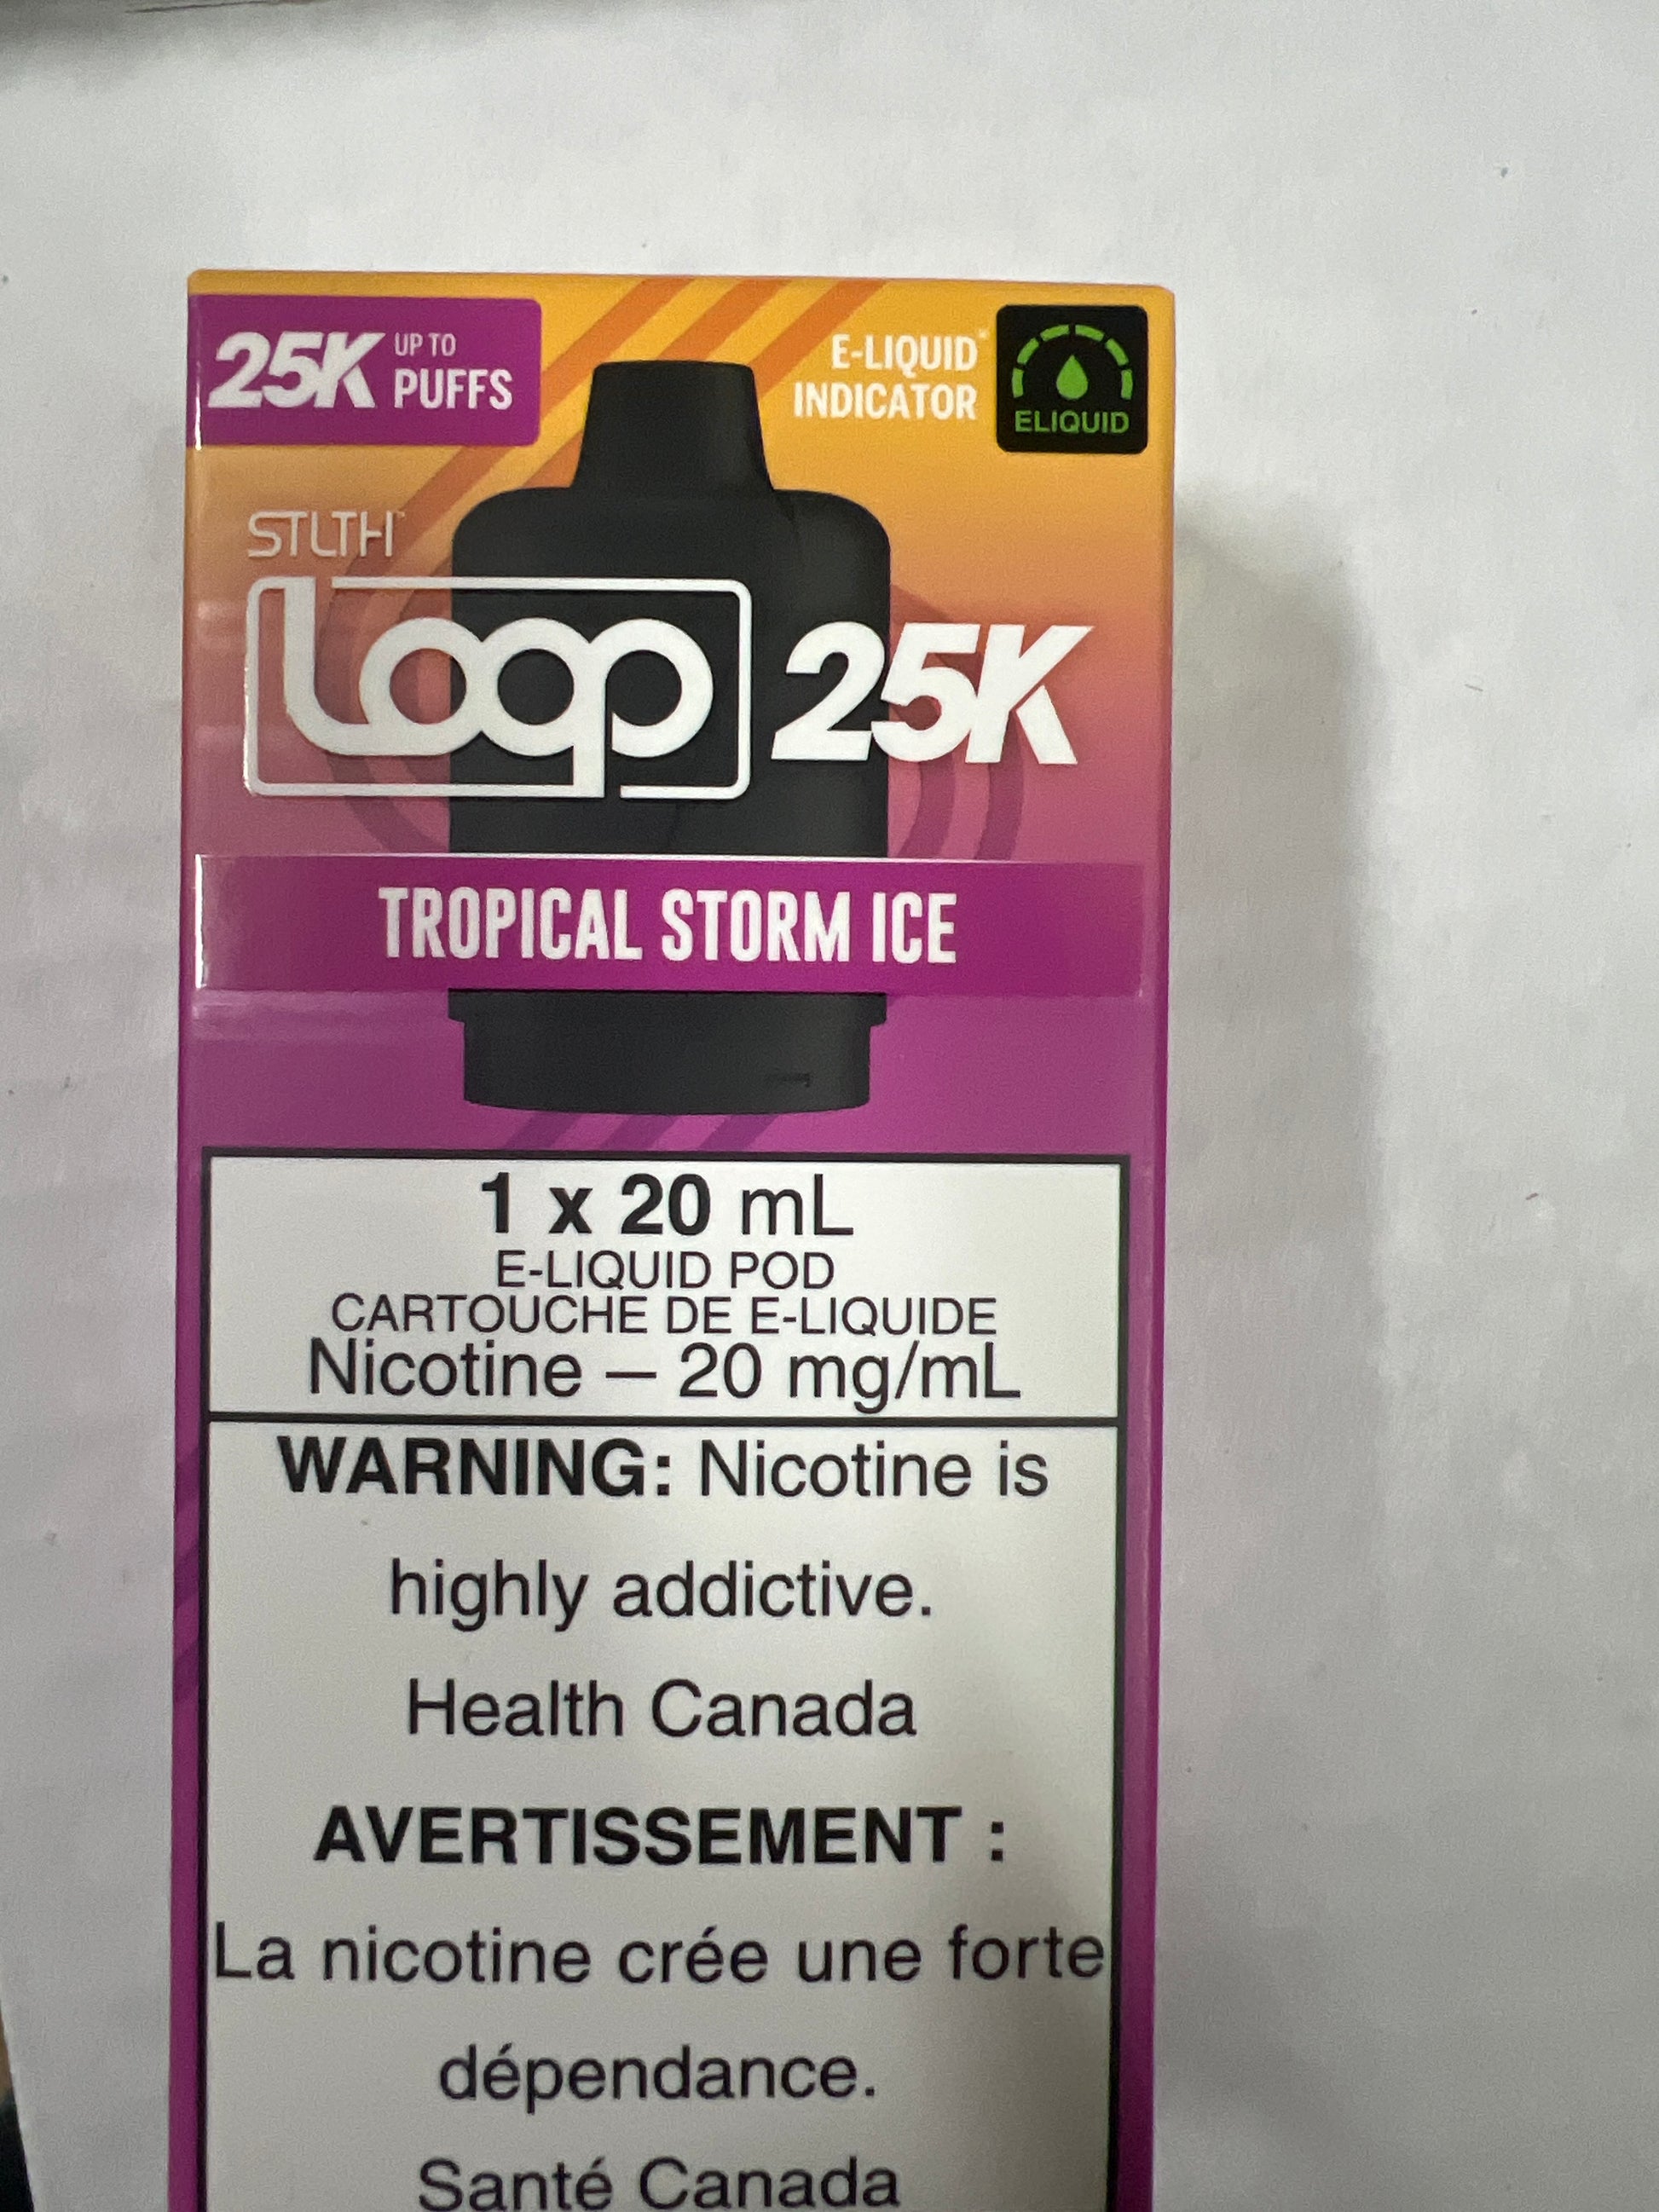 25K UP TO
PUFFS
E-LIQUID*
INDICATOR
ELIQUID
STLTH™
Loop 25K
TROPICAL STORM ICE
1 x 20 mL
E-LIQUID POD
CARTOUCHE DE E-LIQUIDE
Nicotine – 20 mg/mL
WARNING: Nicotine is
highly addictive.
Health Canada
AVERTISSEMENT :
La nicotine crée une forte
dépendance.
Santé Canada